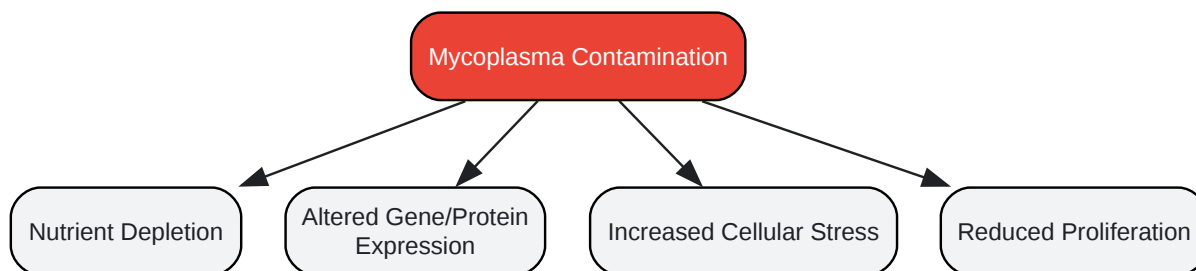 Mycoplasma Contamination
Nutrient Depletion
Altered Gene/Protein
Expression
Increased Cellular Stress
Reduced Proliferation